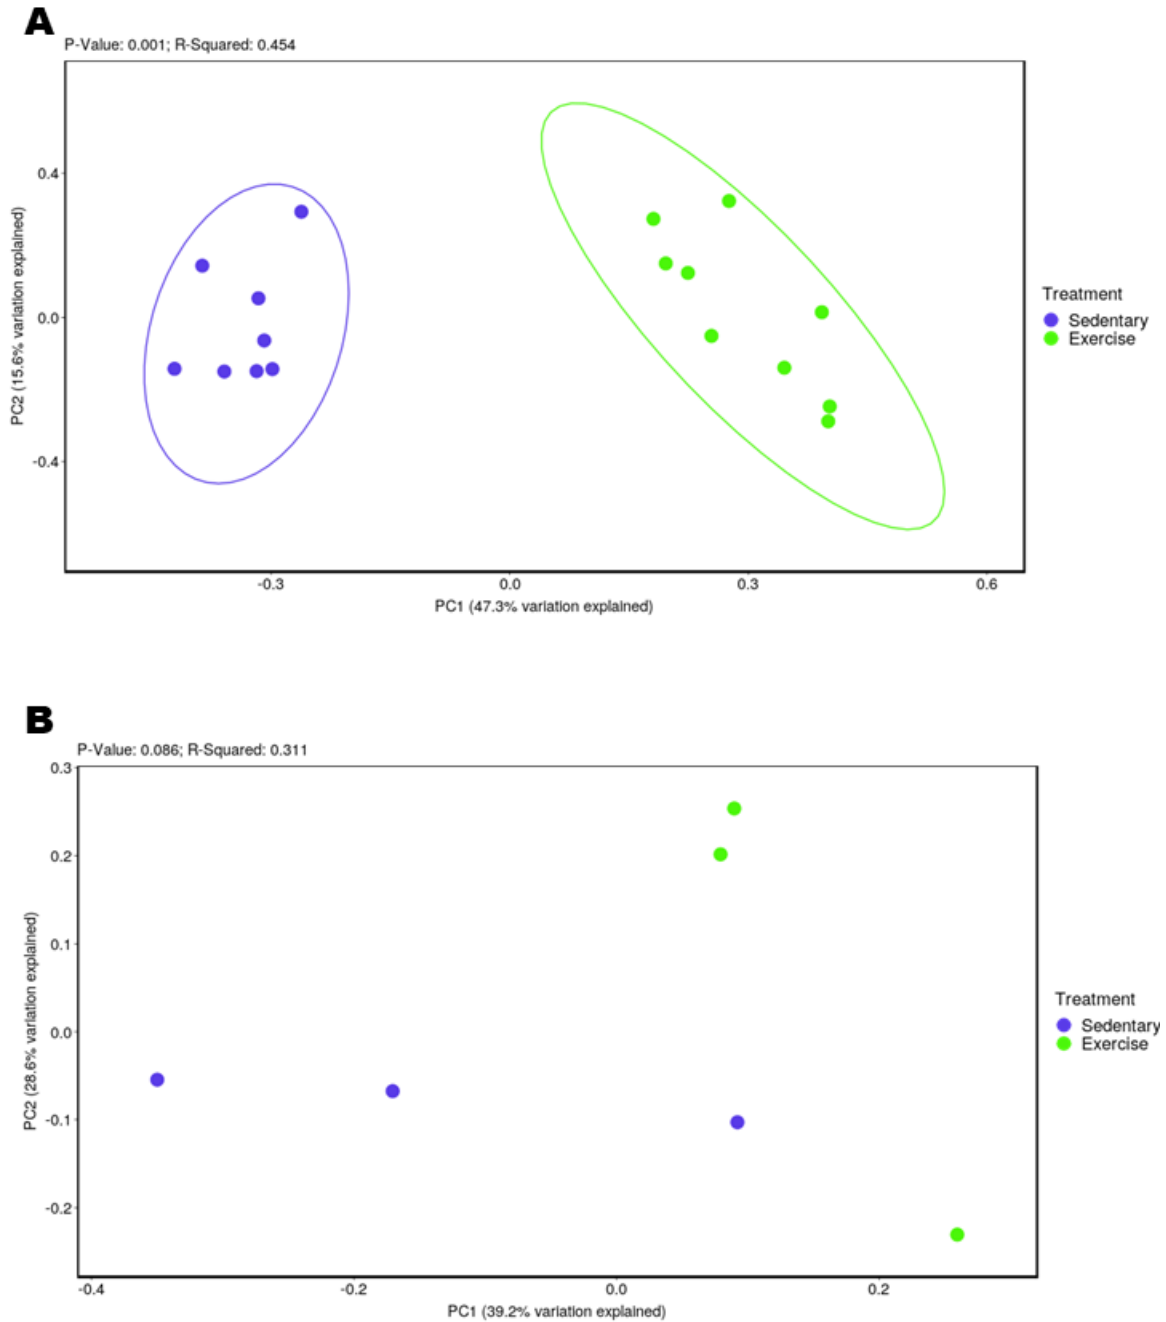 A
P-Value: 0.001; R-Squared: 0.454
PC2 (15.6% variation explained)
0.4
0.0
-0.4
-0.3
0.0
0.3
0.6
PC1 (47.3% variation explained)
Treatment
Sedentary
Exercise
B
P-Value: 0.086; R-Squared: 0.311
PC2 (28.6% variation explained)
0.3
0.2
0.1
0.0
-0.1
-0.2
-0.4
-0.2
0.0
0.2
PC1 (39.2% variation explained)
Treatment
Sedentary
Exercise